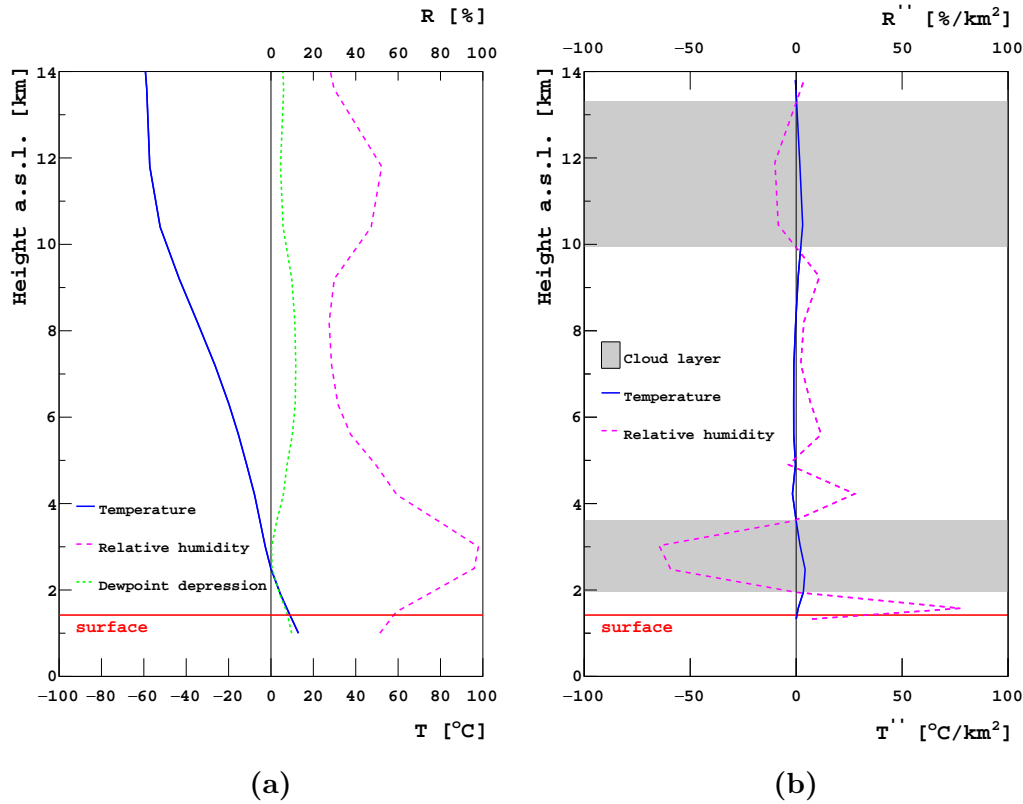 R [%]
0 20 40 60 80 100
Height a.s.l. [km]
14
12
10
8
6
4
2
0
Temperature
Relative humidity
Dewpoint depression
surface
−100 −80 −60 −40 −20 0 20 40 60 80 100
T [°C]
(a)
R'' [%/km²]
−100 −50 0 50 100
Height a.s.l. [km]
14
12
10
8
6
4
2
0
Cloud layer
Temperature
Relative humidity
surface
−100 −50 0 50 100
T'' [°C/km²]
(b)